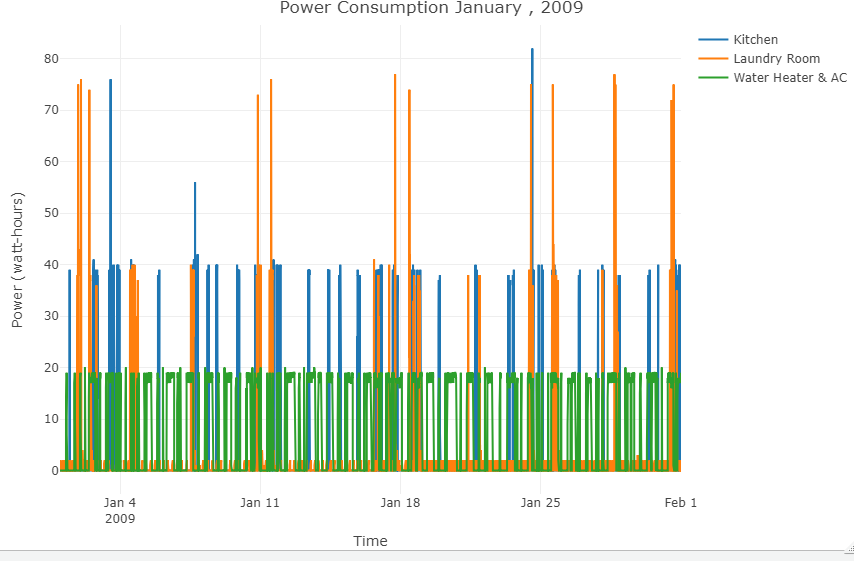 Power Consumption January , 2009
Kitchen
Laundry Room
Water Heater & AC
80
70
60
50
40
30
20
10
0
Power (watt-hours)
Jan 4
2009
Jan 11
Jan 18
Jan 25
Feb 1
Time